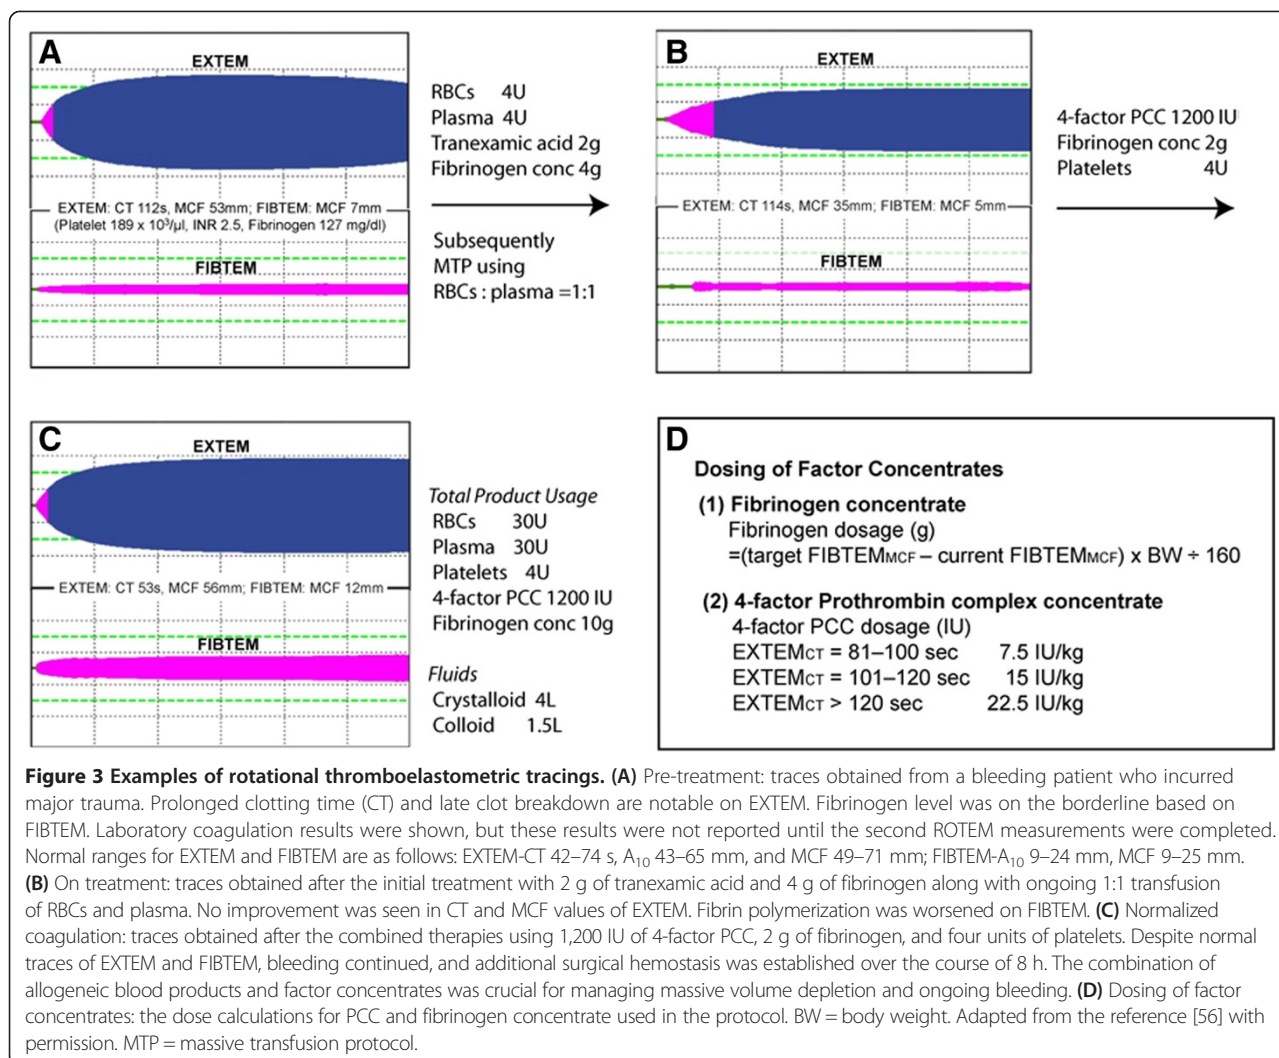 A
EXTEM
EXTEM: CT 112s, MCF 53mm; FIBTEM: MCF 7mm
(Platelet 189 x 10³/µl, INR 2.5, Fibrinogen 127 mg/dl)
FIBTEM
RBCs 4U
Plasma 4U
Tranexamic acid 2g
Fibrinogen conc 4g
Subsequently
MTP using
RBCs : plasma =1:1
B
EXTEM
EXTEM: CT 114s, MCF 35mm; FIBTEM: MCF 5mm
FIBTEM
4-factor PCC 1200 IU
Fibrinogen conc 2g
Platelets 4U
C
EXTEM
EXTEM: CT 53s, MCF 56mm; FIBTEM: MCF 12mm
FIBTEM
Total Product Usage
RBCs 30U
Plasma 30U
Platelets 4U
4-factor PCC 1200 IU
Fibrinogen conc 10g
Fluids
Crystalloid 4L
Colloid 1.5L
D
Dosing of Factor Concentrates
(1) Fibrinogen concentrate
Fibrinogen dosage (g)
=(target FIBTEMMCF – current FIBTEMMCF) x BW ÷ 160
(2) 4-factor Prothrombin complex concentrate
4-factor PCC dosage (IU)
EXTEMCT = 81–100 sec 7.5 IU/kg
EXTEMCT = 101–120 sec 15 IU/kg
EXTEMCT > 120 sec 22.5 IU/kg
Figure 3 Examples of rotational thromboelastometric tracings. (A) Pre-treatment: traces obtained from a bleeding patient who incurred
major trauma. Prolonged clotting time (CT) and late clot breakdown are notable on EXTEM. Fibrinogen level was on the borderline based on
FIBTEM. Laboratory coagulation results were shown, but these results were not reported until the second ROTEM measurements were completed.
Normal ranges for EXTEM and FIBTEM are as follows: EXTEM-CT 42–74 s, A10 43–65 mm, and MCF 49–71 mm; FIBTEM-A10 9–24 mm, MCF 9–25 mm.
(B) On treatment: traces obtained after the initial treatment with 2 g of tranexamic acid and 4 g of fibrinogen along with ongoing 1:1 transfusion
of RBCs and plasma. No improvement was seen in CT and MCF values of EXTEM. Fibrin polymerization was worsened on FIBTEM. (C) Normalized
coagulation: traces obtained after the combined therapies using 1,200 IU of 4-factor PCC, 2 g of fibrinogen, and four units of platelets. Despite normal
traces of EXTEM and FIBTEM, bleeding continued, and additional surgical hemostasis was established over the course of 8 h. The combination of
allogeneic blood products and factor concentrates was crucial for managing massive volume depletion and ongoing bleeding. (D) Dosing of factor
concentrates: the dose calculations for PCC and fibrinogen concentrate used in the protocol. BW = body weight. Adapted from the reference [56] with
permission. MTP = massive transfusion protocol.